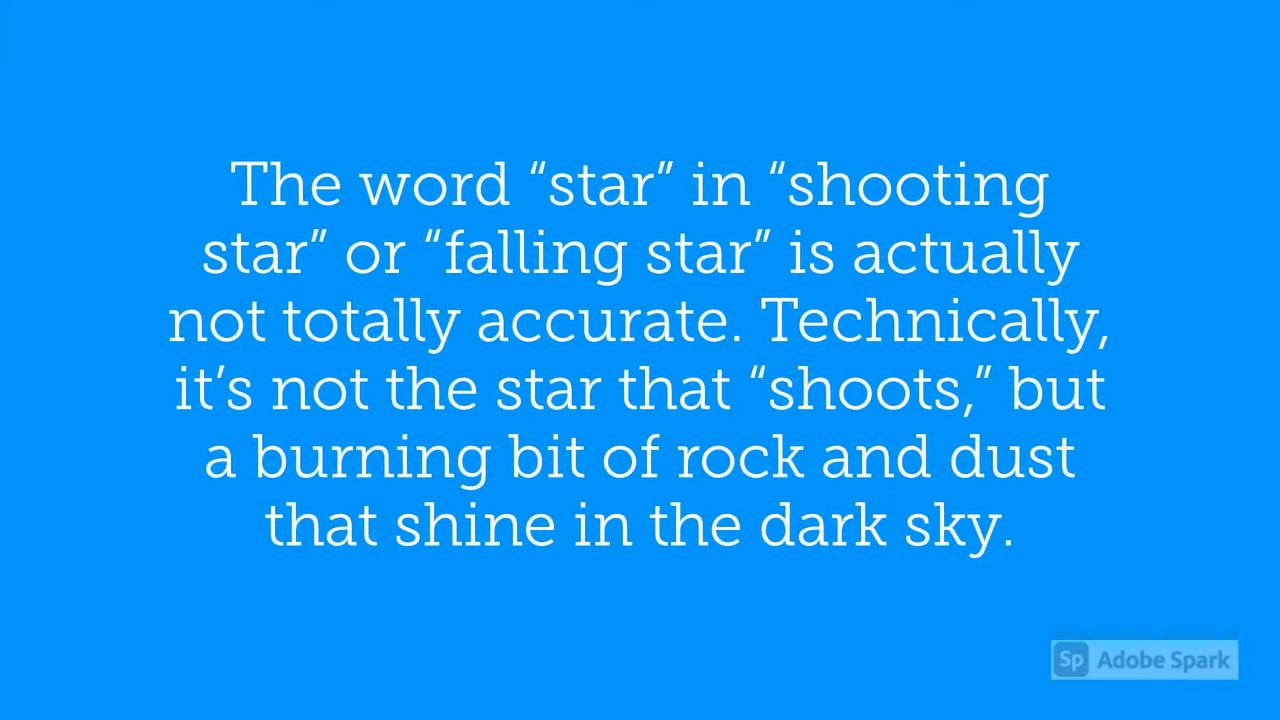 The word “star” in “shooting
star” or “falling star” is actually
not totally accurate. Technically,
it’s not the star that “shoots,” but
a burning bit of rock and dust
that shine in the dark sky.
Sp Adobe Spark